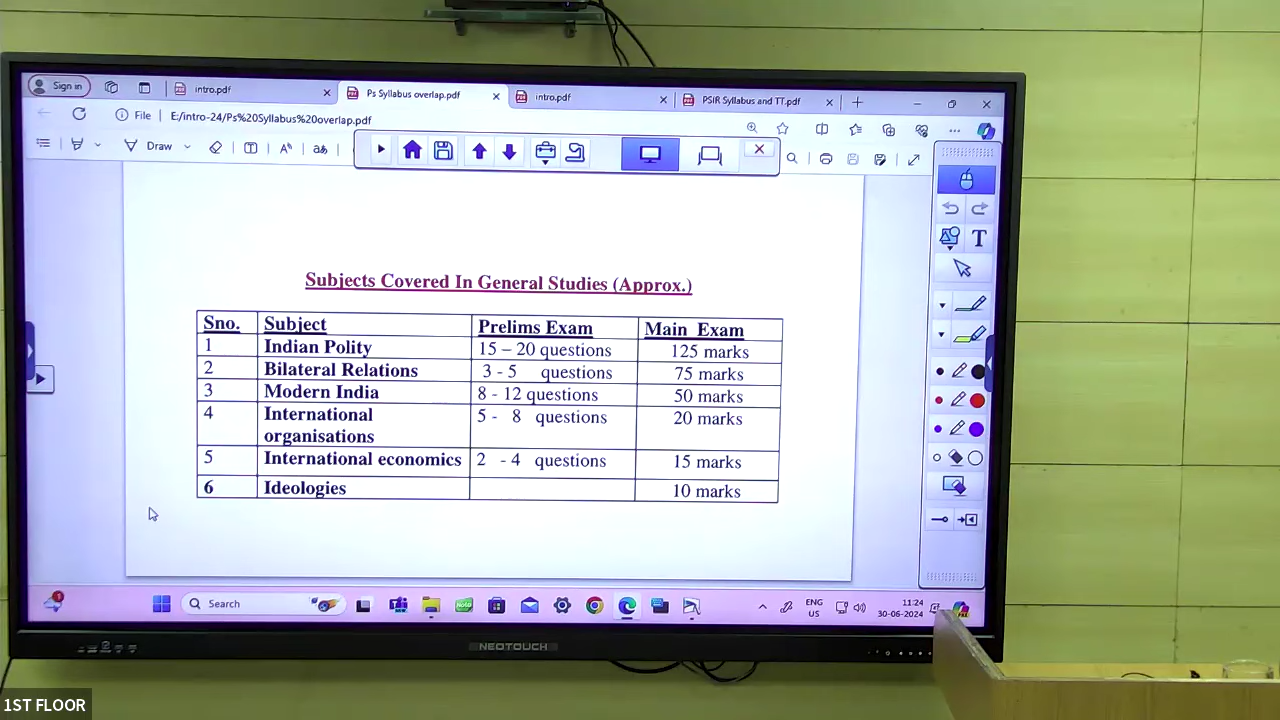 Sign in
intro.pdf
Ps Syllabus overlap.pdf
intro.pdf
PSIR Syllabus and TT.pdf
File
E:/intro-24/Ps%20Syllabus%20overlap.pdf
Draw
Subjects Covered In General Studies (Approx.)
Sno. Subject Prelims Exam Main Exam
1 Indian Polity 15 – 20 questions 125 marks
2 Bilateral Relations 3 - 5 questions 75 marks
3 Modern India 8 - 12 questions 50 marks
4 International organisations 5 - 8 questions 20 marks
5 International economics 2 - 4 questions 15 marks
6 Ideologies 10 marks
T
Search
ENG
US
11:24
30-06-2024
NEOTOUCH
1ST FLOOR